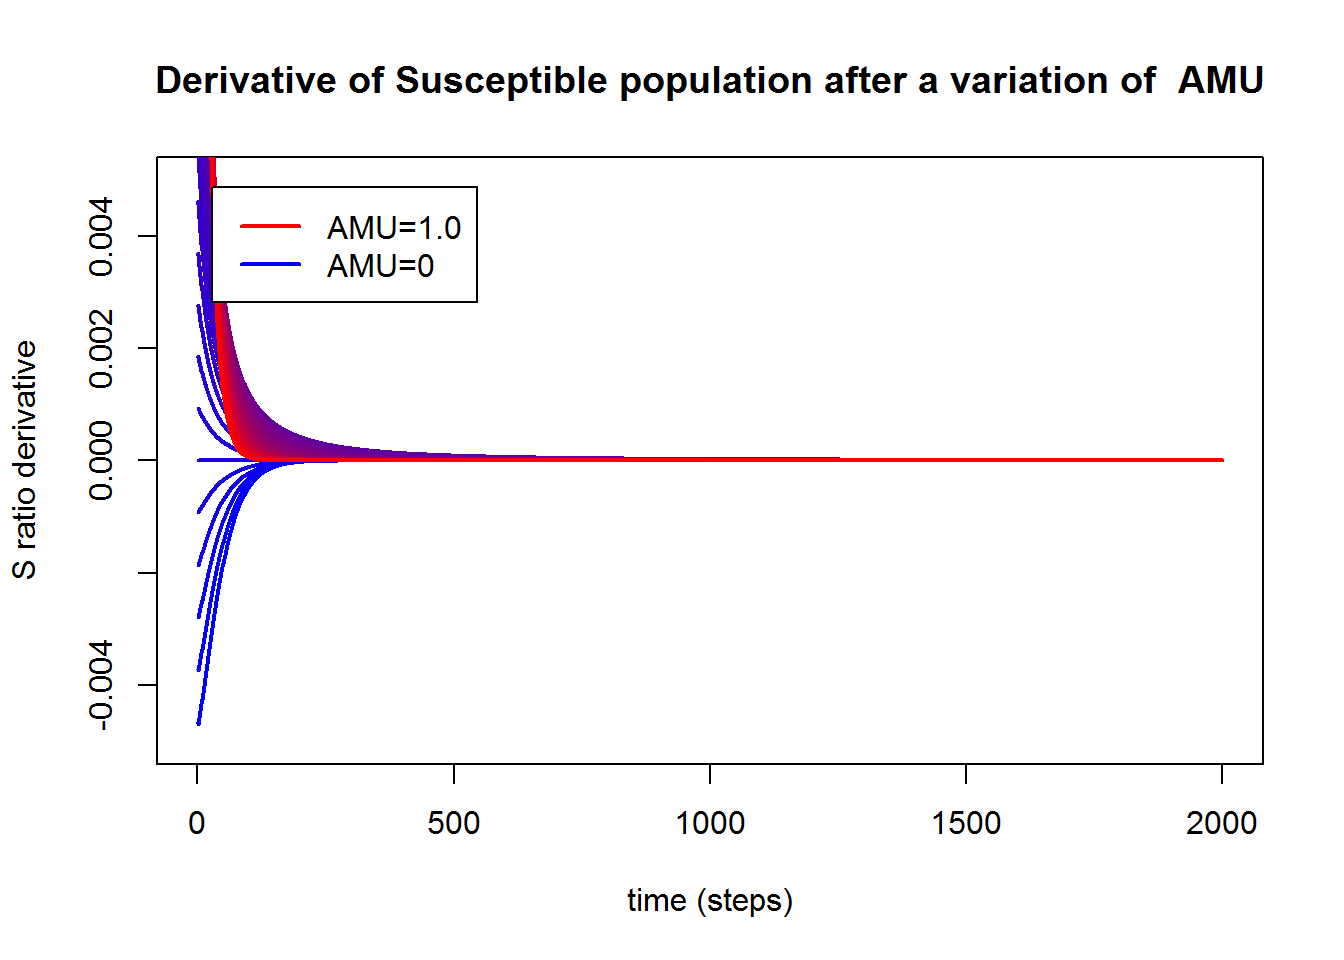 Derivative of Susceptible population after a variation of  AMU
AMU=1.0
AMU=0
S ratio derivative
0.004
0.002
0.000
-0.004
0
500
1000
1500
2000
time (steps)